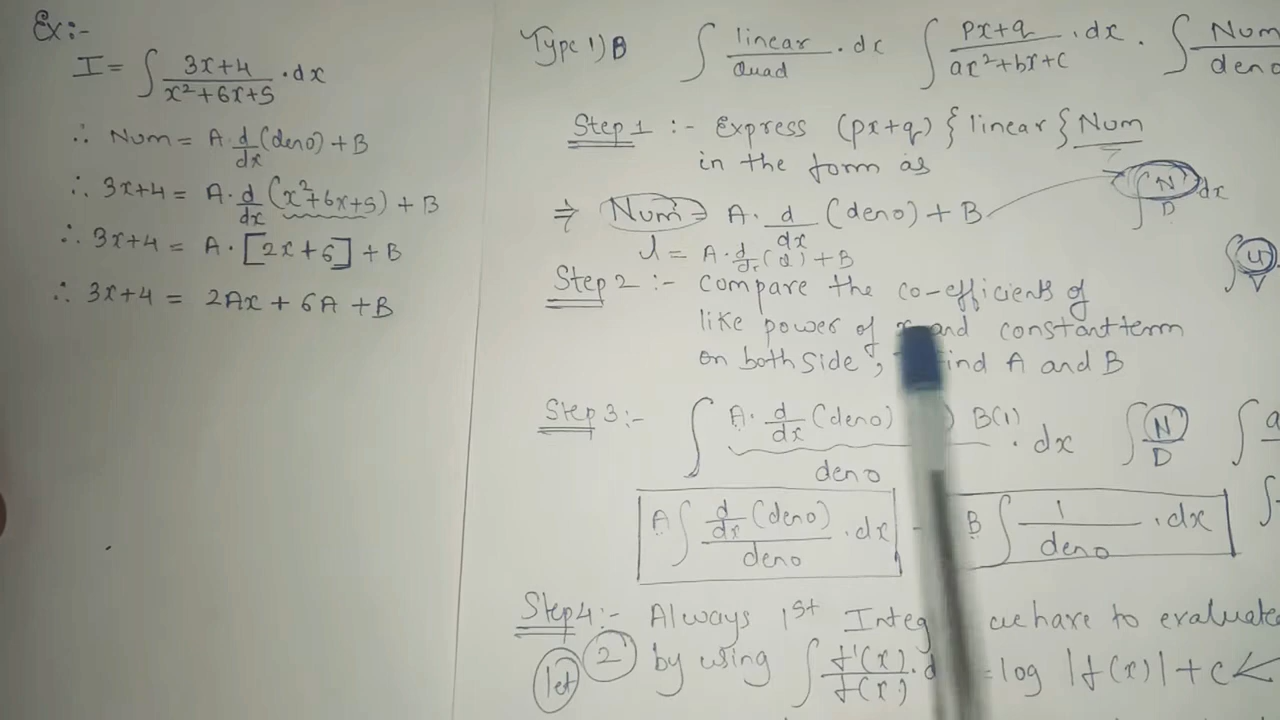 Ex:-
I = ∫ 3x+4 / x²+6x+5 · dx
∴ Num = A· d/dx (deno) + B
∴ 3x+4 = A· d/dx (x²+6x+5) + B
∴ 3x+4 = A· [2x+6] + B
∴ 3x+4 = 2Ax + 6A + B
Type 1) B ∫ linear / Quad · dx ∫ px+q / ax²+bx+c · dx · ∫ Num / deno
Step 1 :- Express (px+q) {linear} Num
in the form as
∫ N / D dx
⇒ Num = A· d/dx (deno) + B
= A· d/dx ( ) + B
∫ u / v
Step 2 :- Compare the co-efficients of
like power of x and constant term
on both side, find A and B
Step 3 :- ∫ A· d/dx (deno) B(1) / deno · dx ∫ N / D ∫
A ∫ d/dx (deno) / deno · dx B ∫ 1 / deno · dx
Step 4 :- Always 1st we have to evaluate
let 2 by using ∫ f'(x) / f(x) · = log |f(x)| + c